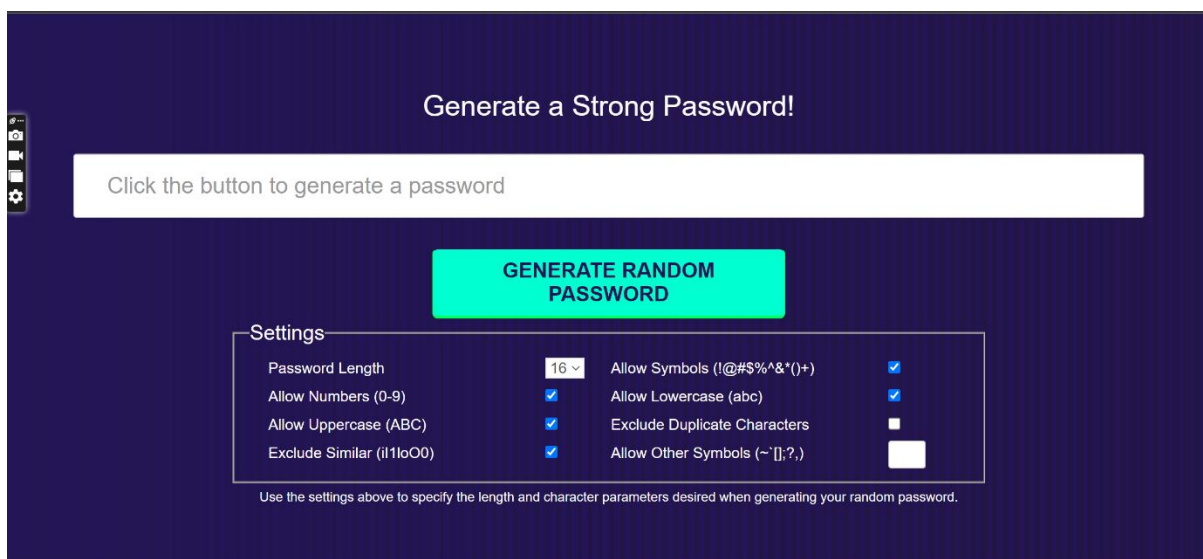 Generate a Strong Password!
Click the button to generate a password
GENERATE RANDOM
PASSWORD
Settings
Password Length 16 Allow Symbols (!@#$%^&*()+)
Allow Numbers (0-9) Allow Lowercase (abc)
Allow Uppercase (ABC) Exclude Duplicate Characters
Exclude Similar (iI1loO0) Allow Other Symbols (~`[];?,)
Use the settings above to specify the length and character parameters desired when generating your random password.